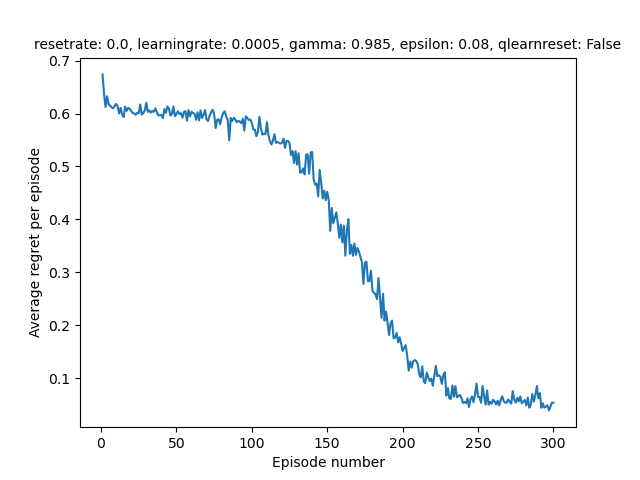 resetrate: 0.0, learningrate: 0.0005, gamma: 0.985, epsilon: 0.08, qlearnreset: False
0.7
0.6
0.5
0.4
0.3
0.2
0.1
Average regret per episode
0 50 100 150 200 250 300
Episode number